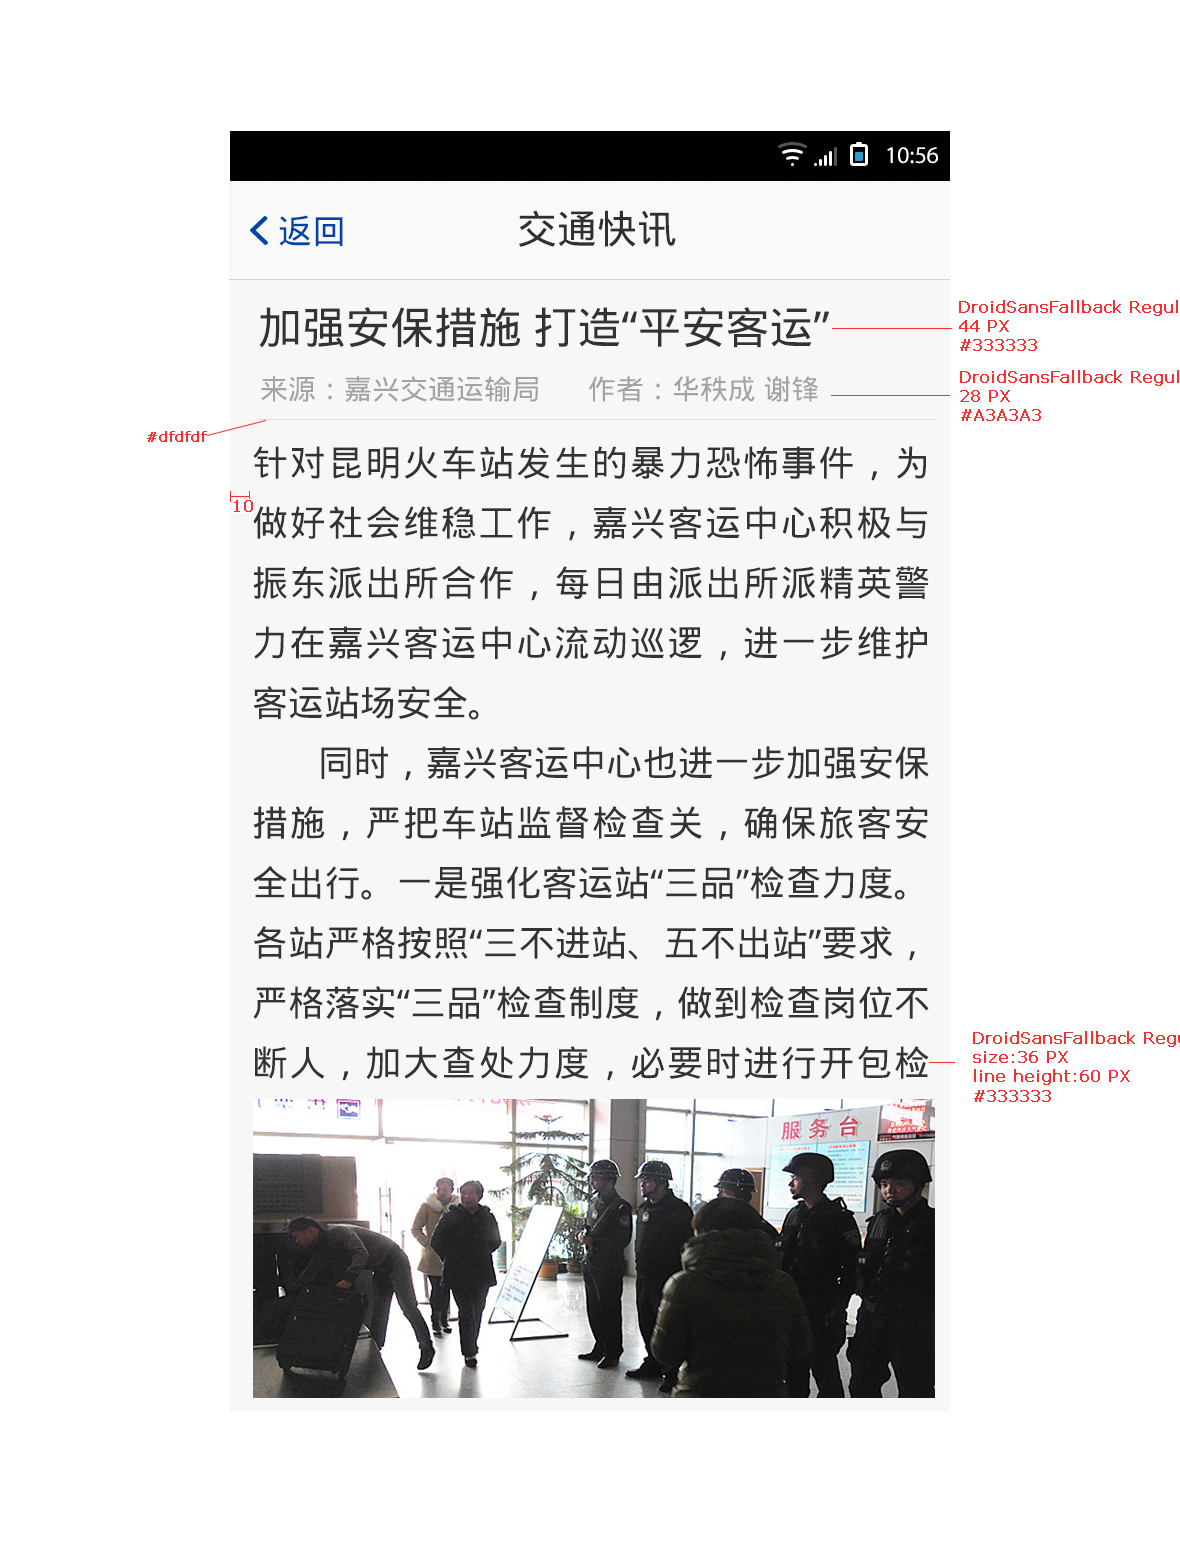 10:56
返回
交通快讯
加强安保措施 打造“平安客运”
DroidSansFallback Regul
44 PX
#333333
来源：嘉兴交通运输局 作者：华秩成 谢锋
DroidSansFallback Regul
28 PX
#A3A3A3
#dfdfdf
针对昆明火车站发生的暴力恐怖事件，为
10
做好社会维稳工作，嘉兴客运中心积极与
振东派出所合作，每日由派出所派精英警
力在嘉兴客运中心流动巡逻，进一步维护
客运站场安全。
同时，嘉兴客运中心也进一步加强安保
措施，严把车站监督检查关，确保旅客安
全出行。一是强化客运站“三品”检查力度。
各站严格按照“三不进站、五不出站”要求，
严格落实“三品”检查制度，做到检查岗位不
断人，加大查处力度，必要时进行开包检
DroidSansFallback Regu
size:36 PX
line height:60 PX
#333333
服务台